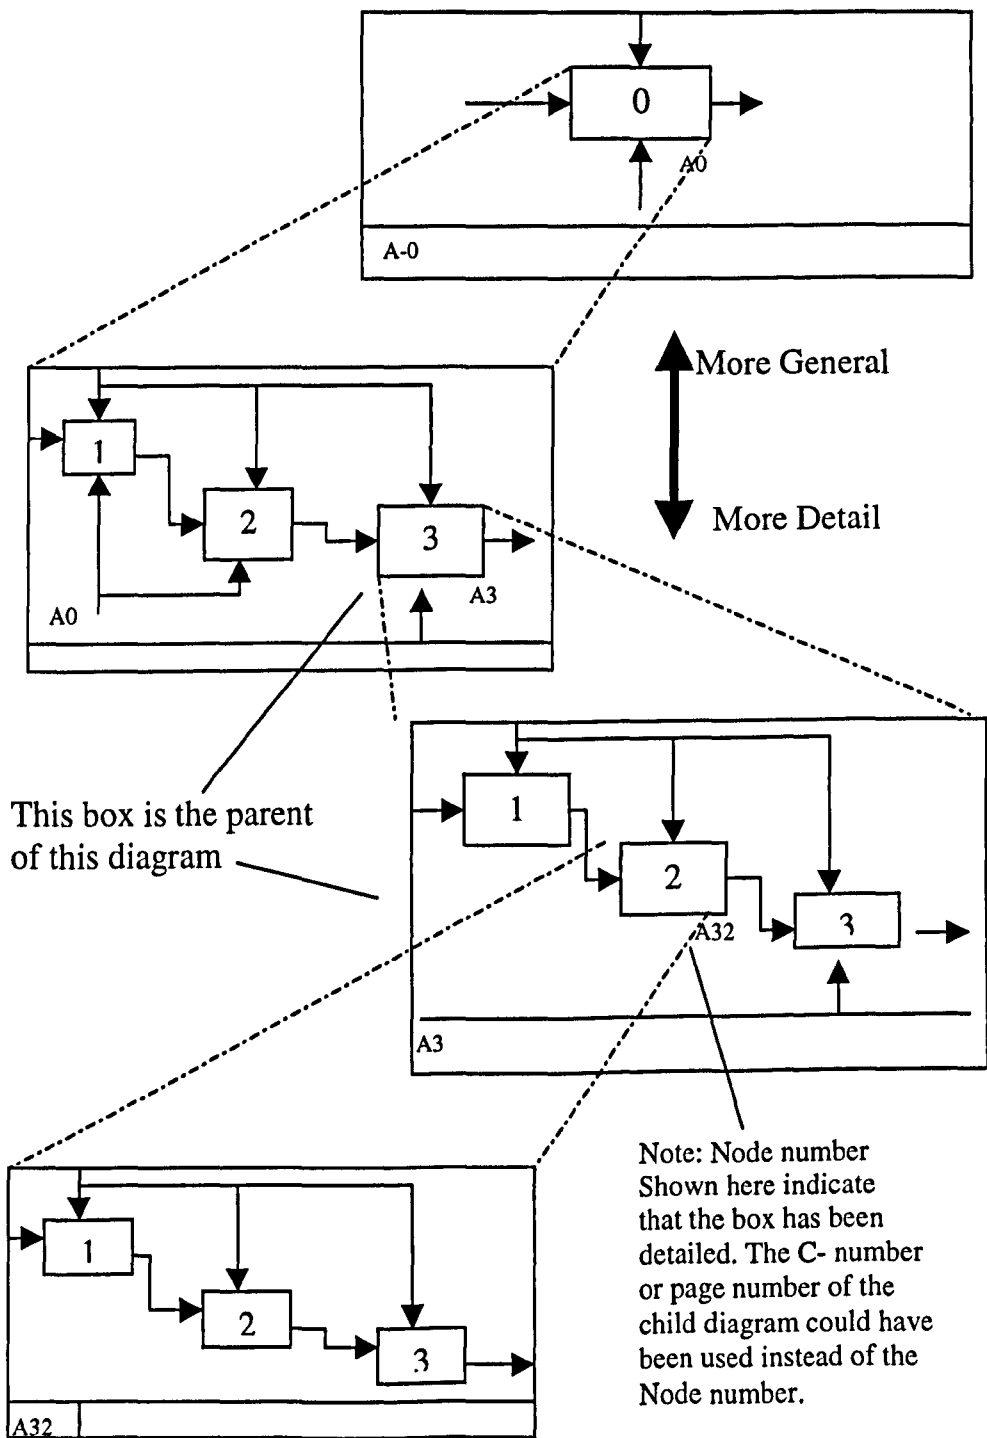 0
A0
A-0
More General
More Detail
1
2
3
A3
A0
This box is the parent
of this diagram
1
2
3
A32
A3
Note: Node number
Shown here indicate
that the box has been
detailed. The C- number
or page number of the
child diagram could have
been used instead of the
Node number.
1
2
3
A32